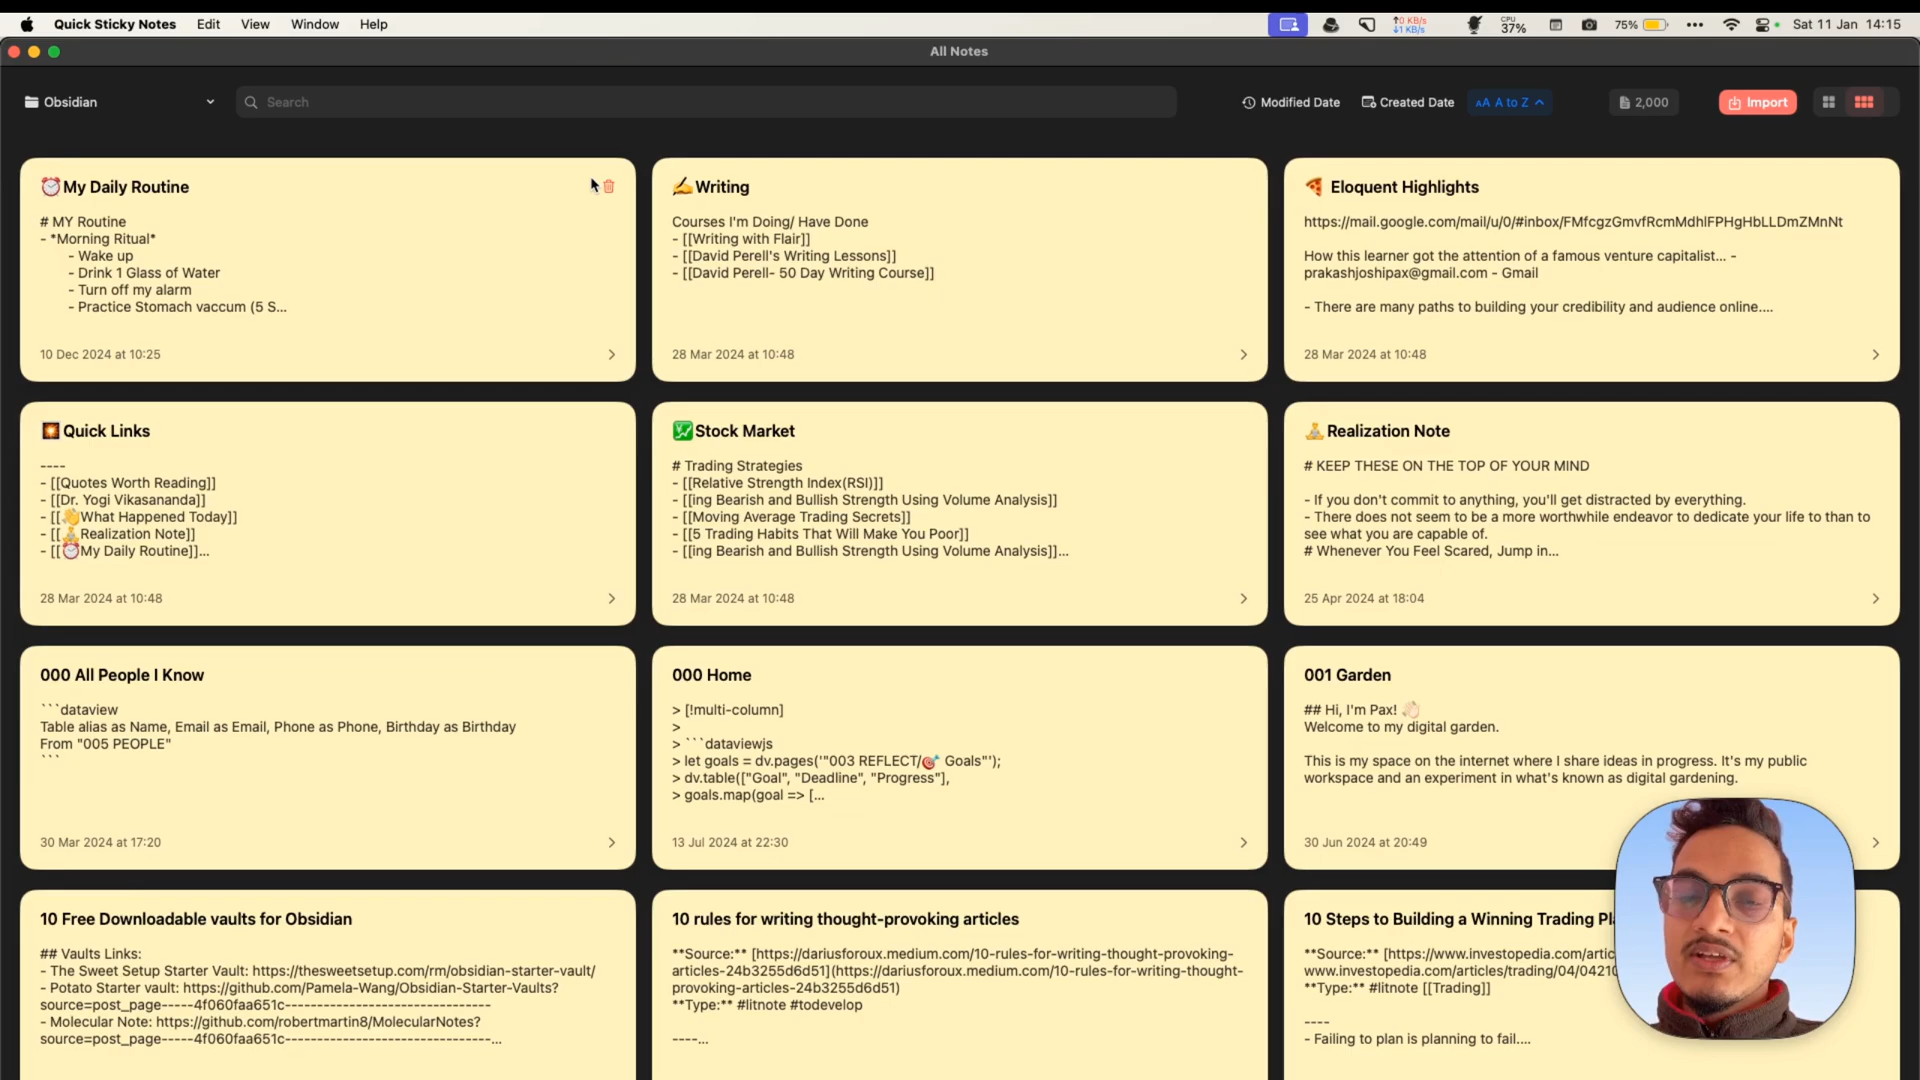 Quick Sticky Notes Edit View Window Help
↑0 KB/s
↓1 KB/s
CPU
37%
75%
Sat 11 Jan 14:15
All Notes
Obsidian
Search
Modified Date
Created Date
aA A to Z
2,000
Import
⏰My Daily Routine
# MY Routine
- *Morning Ritual*
- Wake up
- Drink 1 Glass of Water
- Turn off my alarm
- Practice Stomach vaccum (5 S...
10 Dec 2024 at 10:25
✍️Writing
Courses I'm Doing/ Have Done
- [[Writing with Flair]]
- [[David Perell's Writing Lessons]]
- [[David Perell- 50 Day Writing Course]]
28 Mar 2024 at 10:48
🍕 Eloquent Highlights
https://mail.google.com/mail/u/0/#inbox/FMfcgzGmvfRcmMdhlFPHgHbLLDmZMnNt
How this learner got the attention of a famous venture capitalist... -
prakashjoshipax@gmail.com - Gmail
- There are many paths to building your credibility and audience online....
28 Mar 2024 at 10:48
Quick Links
----
- [[Quotes Worth Reading]]
- [[Dr. Yogi Vikasananda]]
- [[👋What Happened Today]]
- [[🧘Realization Note]]
- [[⏰My Daily Routine]]...
28 Mar 2024 at 10:48
💹Stock Market
# Trading Strategies
- [[Relative Strength Index(RSI)]]
- [[ing Bearish and Bullish Strength Using Volume Analysis]]
- [[Moving Average Trading Secrets]]
- [[5 Trading Habits That Will Make You Poor]]
- [[ing Bearish and Bullish Strength Using Volume Analysis]]...
28 Mar 2024 at 10:48
🧘Realization Note
# KEEP THESE ON THE TOP OF YOUR MIND
- If you don't commit to anything, you'll get distracted by everything.
- There does not seem to be a more worthwhile endeavor to dedicate your life to than to
see what you are capable of.
# Whenever You Feel Scared, Jump in...
25 Apr 2024 at 18:04
000 All People I Know
```dataview
Table alias as Name, Email as Email, Phone as Phone, Birthday as Birthday
From "005 PEOPLE"
```
30 Mar 2024 at 17:20
000 Home
> [!multi-column]
>
> ```dataviewjs
> let goals = dv.pages('"003 REFLECT/🎯 Goals"');
> dv.table(["Goal", "Deadline", "Progress"],
> goals.map(goal => [...
13 Jul 2024 at 22:30
001 Garden
## Hi, I'm Pax! 👋🏻
Welcome to my digital garden.
This is my space on the internet where I share ideas in progress. It's my public
workspace and an experiment in what's known as digital gardening.
30 Jun 2024 at 20:49
10 Free Downloadable vaults for Obsidian
## Vaults Links:
- The Sweet Setup Starter Vault: https://thesweetsetup.com/rm/obsidian-starter-vault/
- Potato Starter vault: https://github.com/Pamela-Wang/Obsidian-Starter-Vaults?
source=post_page-----4f060faa651c--------------------------------
- Molecular Note: https://github.com/robertmartin8/MolecularNotes?
source=post_page-----4f060faa651c--------------------------------...
10 rules for writing thought-provoking articles
**Source:** [https://dariusforoux.medium.com/10-rules-for-writing-thought-provoking-
articles-24b3255d6d51](https://dariusforoux.medium.com/10-rules-for-writing-thought-
provoking-articles-24b3255d6d51)
**Type:** #litnote #todevelop
----...
10 Steps to Building a Winning Trading Pl
**Source:** [https://www.investopedia.com/artic
www.investopedia.com/articles/trading/04/04210
**Type:** #litnote [[Trading]]
----
- Failing to plan is planning to fail....